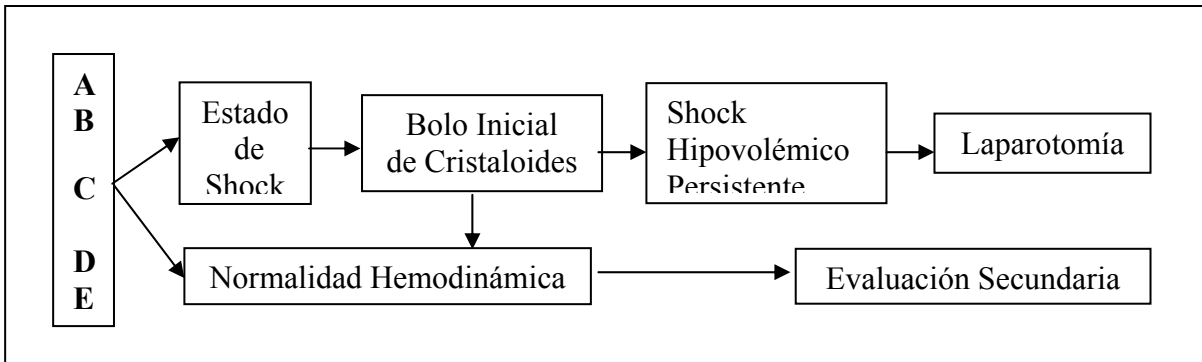 A
B
C
D
E
Estado
de
Shock
Bolo Inicial
de Cristaloides
Shock
Hipovolémico
Persistente
Laparotomía
Normalidad Hemodinámica
Evaluación Secundaria